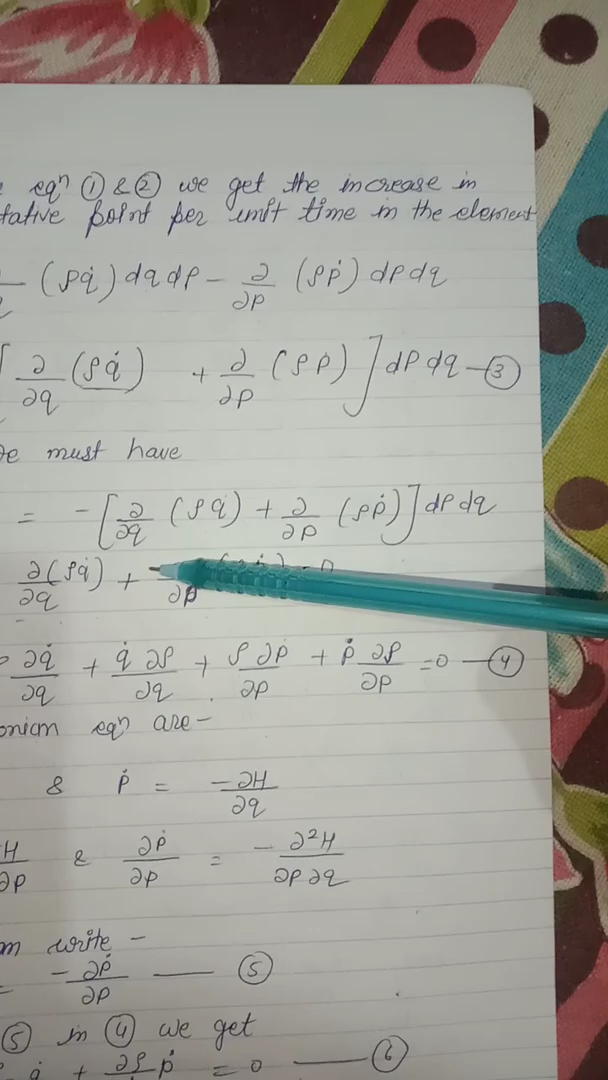 eqⁿ ① & ② we get the increase in
tative point per unit time in the element
(ρq̇) dq dp − ∂/∂p (ρṗ) dp dq
[∂/∂q (ρq̇) + ∂/∂p (ρṗ)] dp dq —③
must have
= −[∂/∂q (ρq̇) + ∂/∂p (ρṗ)] dp dq
∂(ρq̇)/∂q + ∂p
∂q̇/∂q + q̇ ∂ρ/∂q + ρ ∂ṗ/∂p + ṗ ∂ρ/∂p = 0 —④
eqⁿ are −
& ṗ = −∂H/∂q
H/∂p & ∂ṗ/∂p = −∂²H/∂p∂q
write −
−∂ṗ/∂p —⑤
⑤ in ④ we get
q̇ + ∂ρ ṗ = 0 —⑥